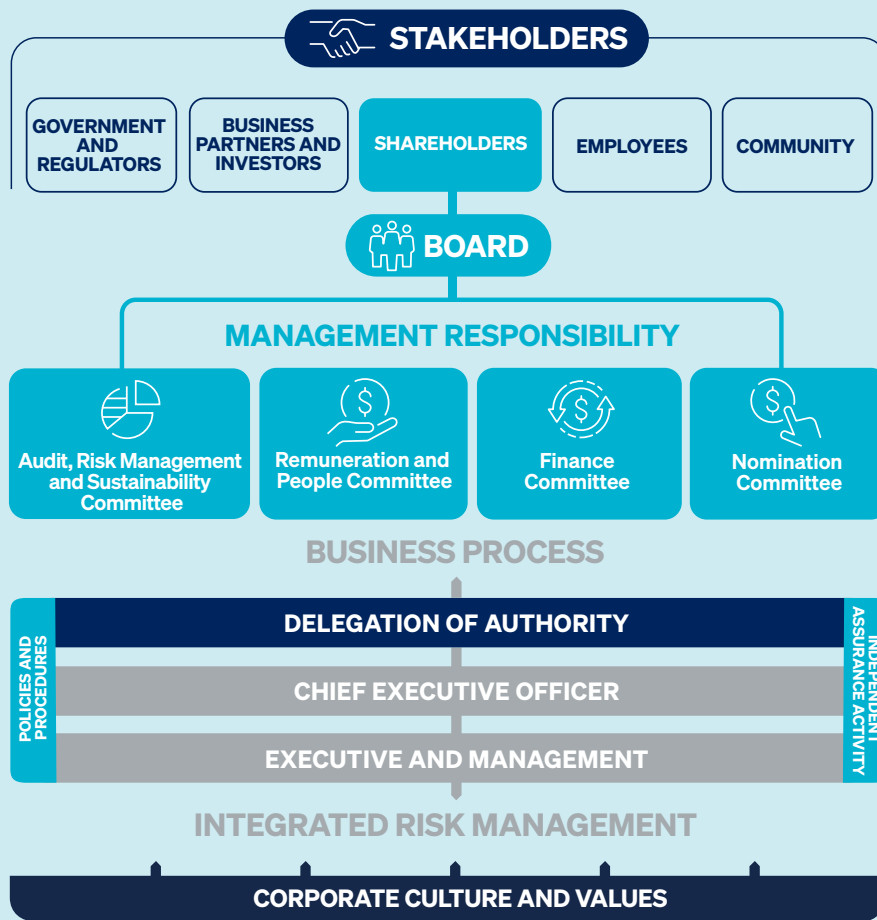 STAKEHOLDERS
GOVERNMENT
AND
REGULATORS
BUSINESS
PARTNERS AND
INVESTORS
SHAREHOLDERS
EMPLOYEES
COMMUNITY
BOARD
MANAGEMENT RESPONSIBILITY
Audit, Risk Management
and Sustainability
Committee
Remuneration and
People Committee
Finance
Committee
Nomination
Committee
BUSINESS PROCESS
POLICIES AND
PROCEDURES
DELEGATION OF AUTHORITY
CHIEF EXECUTIVE OFFICER
EXECUTIVE AND MANAGEMENT
INDEPENDENT
ASSURANCE ACTIVITY
INTEGRATED RISK MANAGEMENT
CORPORATE CULTURE AND VALUES